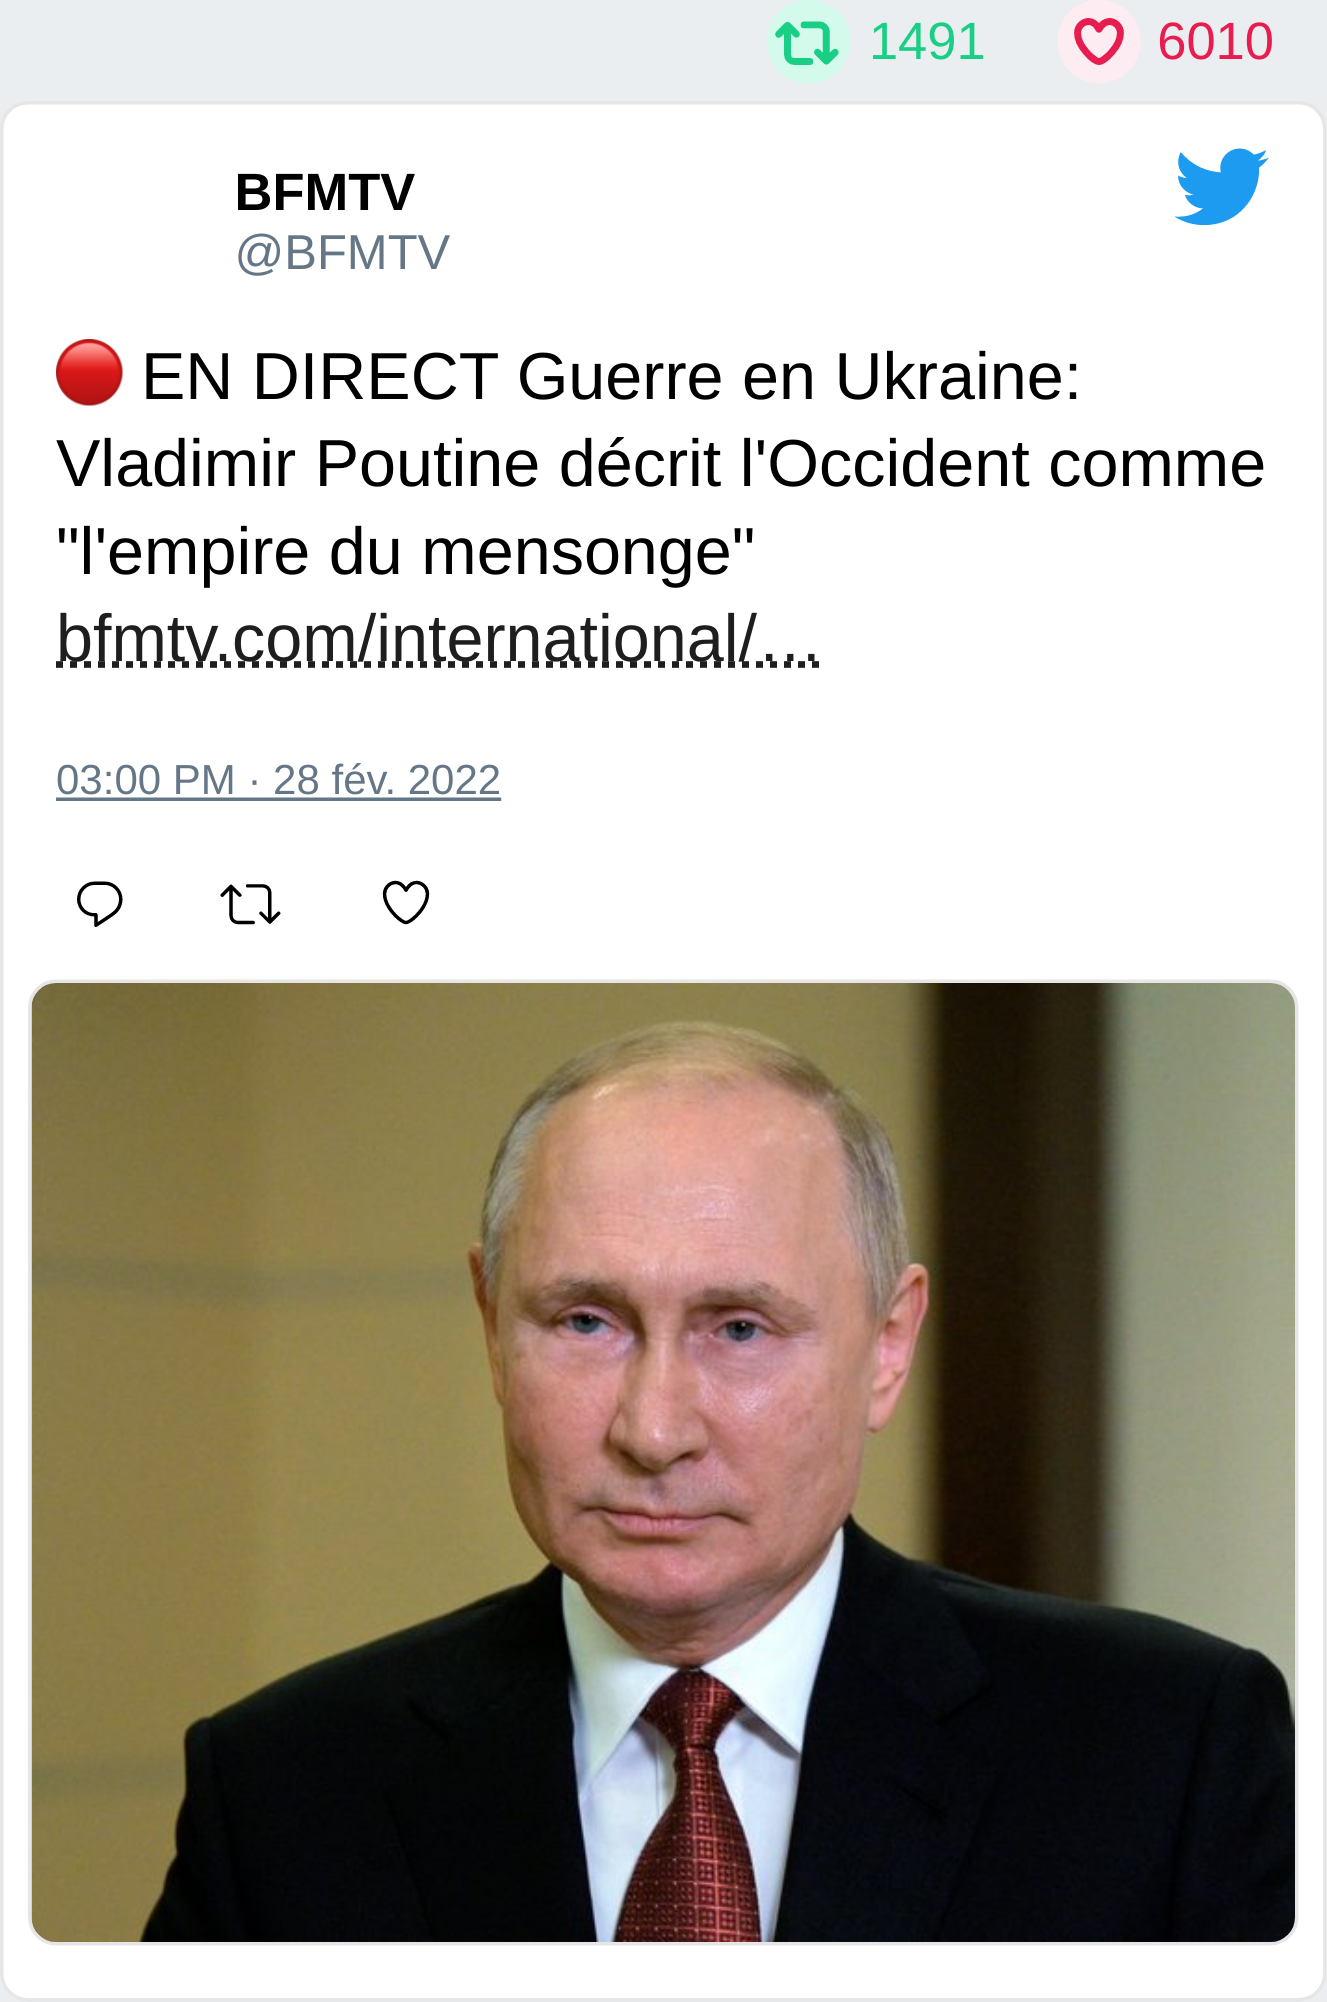 1491 6010
BFMTV
@BFMTV
🔴 EN DIRECT Guerre en Ukraine:
Vladimir Poutine décrit l'Occident comme
"l'empire du mensonge"
bfmtv.com/international/…
03:00 PM · 28 fév. 2022